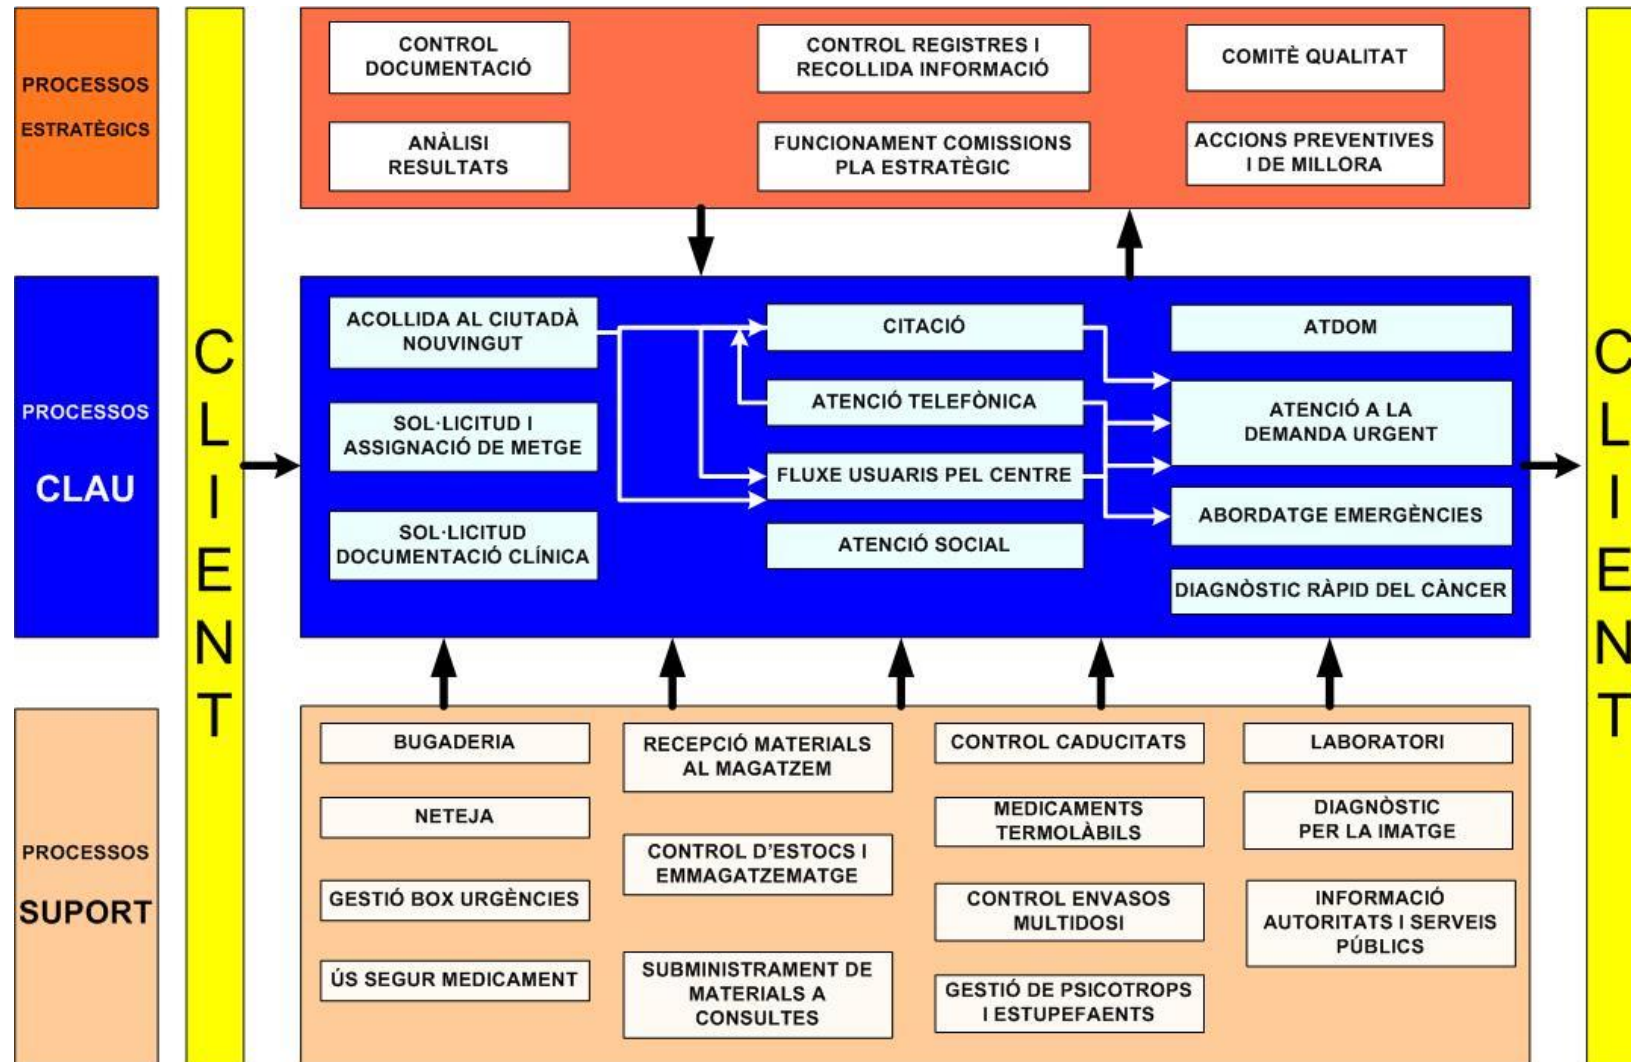 PROCESSOS
ESTRATÈGICS
CONTROL
DOCUMENTACIÓ
CONTROL REGISTRES I
RECOLLIDA INFORMACIÓ
COMITÈ QUALITAT
ANÀLISI
RESULTATS
FUNCIONAMENT COMISSIONS
PLA ESTRATÈGIC
ACCIONS PREVENTIVES
I DE MILLORA
PROCESSOS
CLAU
CLIENT
ACOLLIDA AL CIUTADÀ
NOUVINGUT
SOL·LICITUD I
ASSIGNACIÓ DE METGE
SOL·LICITUD
DOCUMENTACIÓ CLÍNICA
CITACIÓ
ATENCIÓ TELEFÒNICA
FLUXE USUARIS PEL CENTRE
ATENCIÓ SOCIAL
ATDOM
ATENCIÓ A LA
DEMANDA URGENT
ABORDATGE EMERGÈNCIES
DIAGNÒSTIC RÀPID DEL CÀNCER
CLIENT
PROCESSOS
SUPORT
BUGADERIA
NETEJA
GESTIÓ BOX URGÈNCIES
ÚS SEGUR MEDICAMENT
RECEPCIÓ MATERIALS
AL MAGATZEM
CONTROL D'ESTOCS I
EMMAGATZEMATGE
SUBMINISTRAMENT DE
MATERIALS A
CONSULTES
CONTROL CADUCITATS
MEDICAMENTS
TERMOLÀBILS
CONTROL ENVASOS
MULTIDOSI
GESTIÓ DE PSICOTROPS
I ESTUPEFAENTS
LABORATORI
DIAGNÒSTIC
PER LA IMATGE
INFORMACIÓ
AUTORITATS I SERVEIS
PÚBLICS